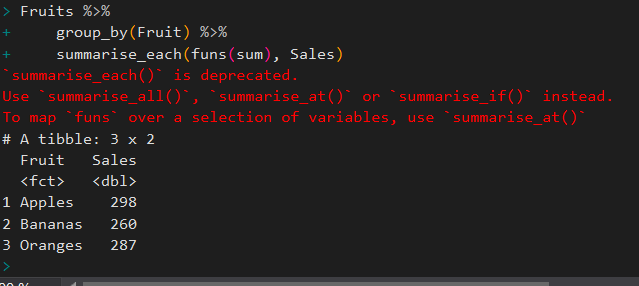 > Fruits %>%
+     group_by(Fruit) %>%
+     summarise_each(funs(sum), Sales)
`summarise_each()` is deprecated.
Use `summarise_all()`, `summarise_at()` or `summarise_if()` instead.
To map `funs` over a selection of variables, use `summarise_at()`
# A tibble: 3 x 2
  Fruit   Sales
  <fct>   <dbl>
1 Apples    298
2 Bananas   260
3 Oranges   287
>